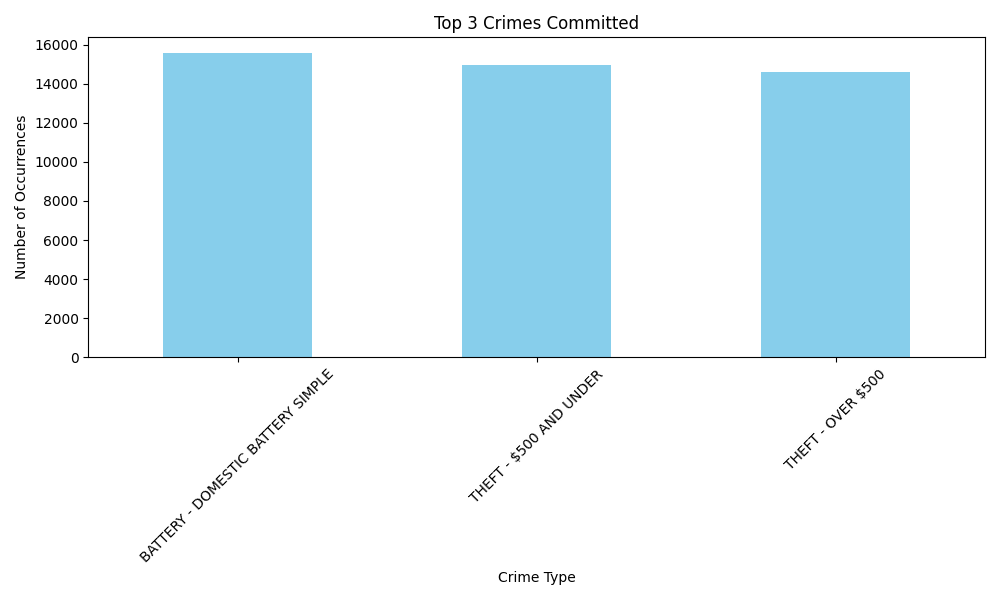 Top 3 Crimes Committed
Number of Occurrences
16000
14000
12000
10000
8000
6000
4000
2000
0
BATTERY - DOMESTIC BATTERY SIMPLE
THEFT - $500 AND UNDER
THEFT - OVER $500
Crime Type